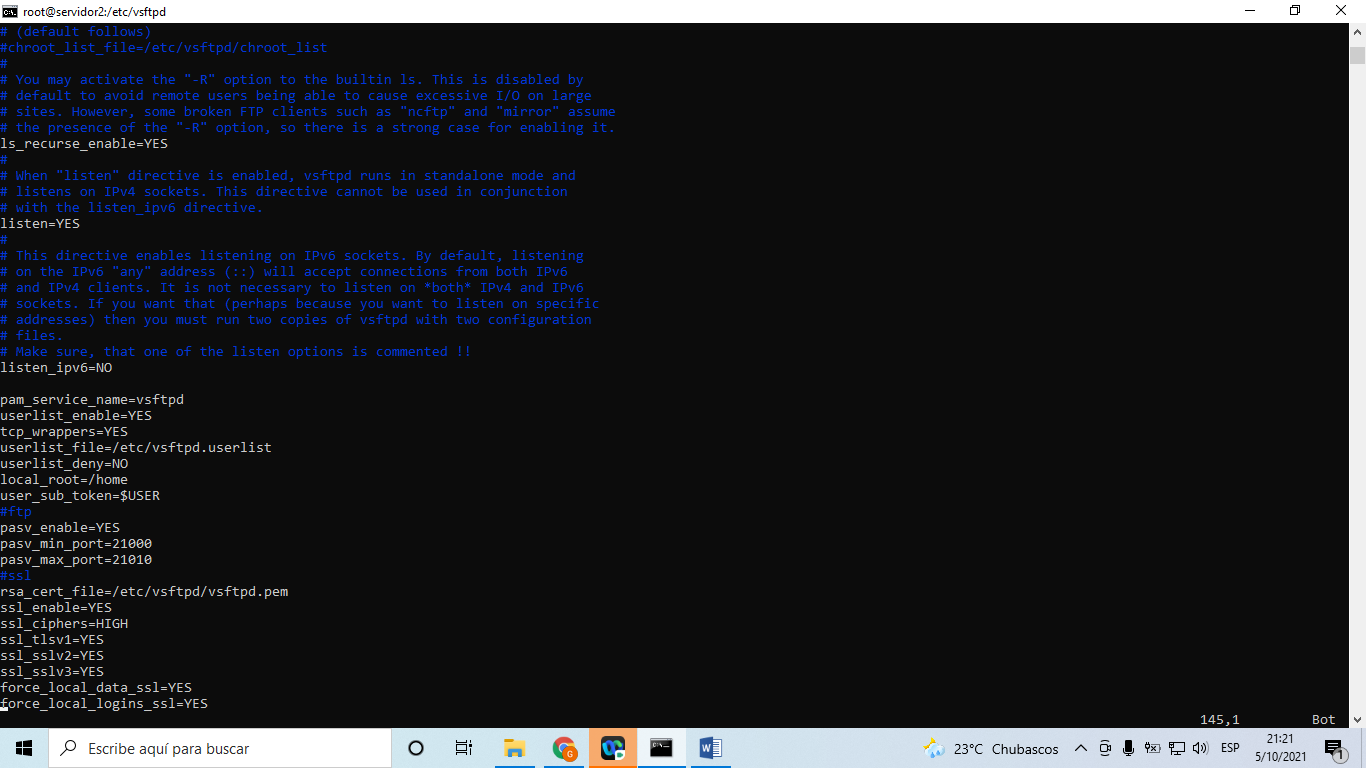 root@servidor2:/etc/vsftpd
# (default follows)
#chroot_list_file=/etc/vsftpd/chroot_list
#
# You may activate the "-R" option to the builtin ls. This is disabled by
# default to avoid remote users being able to cause excessive I/O on large
# sites. However, some broken FTP clients such as "ncftp" and "mirror" assume
# the presence of the "-R" option, so there is a strong case for enabling it.
ls_recurse_enable=YES
#
# When "listen" directive is enabled, vsftpd runs in standalone mode and
# listens on IPv4 sockets. This directive cannot be used in conjunction
# with the listen_ipv6 directive.
listen=YES
#
# This directive enables listening on IPv6 sockets. By default, listening
# on the IPv6 "any" address (::) will accept connections from both IPv6
# and IPv4 clients. It is not necessary to listen on *both* IPv4 and IPv6
# sockets. If you want that (perhaps because you want to listen on specific
# addresses) then you must run two copies of vsftpd with two configuration
# files.
# Make sure, that one of the listen options is commented !!
listen_ipv6=NO

pam_service_name=vsftpd
userlist_enable=YES
tcp_wrappers=YES
userlist_file=/etc/vsftpd.userlist
userlist_deny=NO
local_root=/home
user_sub_token=$USER
#ftp
pasv_enable=YES
pasv_min_port=21000
pasv_max_port=21010
#ssl
rsa_cert_file=/etc/vsftpd/vsftpd.pem
ssl_enable=YES
ssl_ciphers=HIGH
ssl_tlsv1=YES
ssl_sslv2=YES
ssl_sslv3=YES
force_local_data_ssl=YES
force_local_logins_ssl=YES
145,1 Bot
Escribe aquí para buscar
23°C Chubascos
ESP
21:21
5/10/2021
1